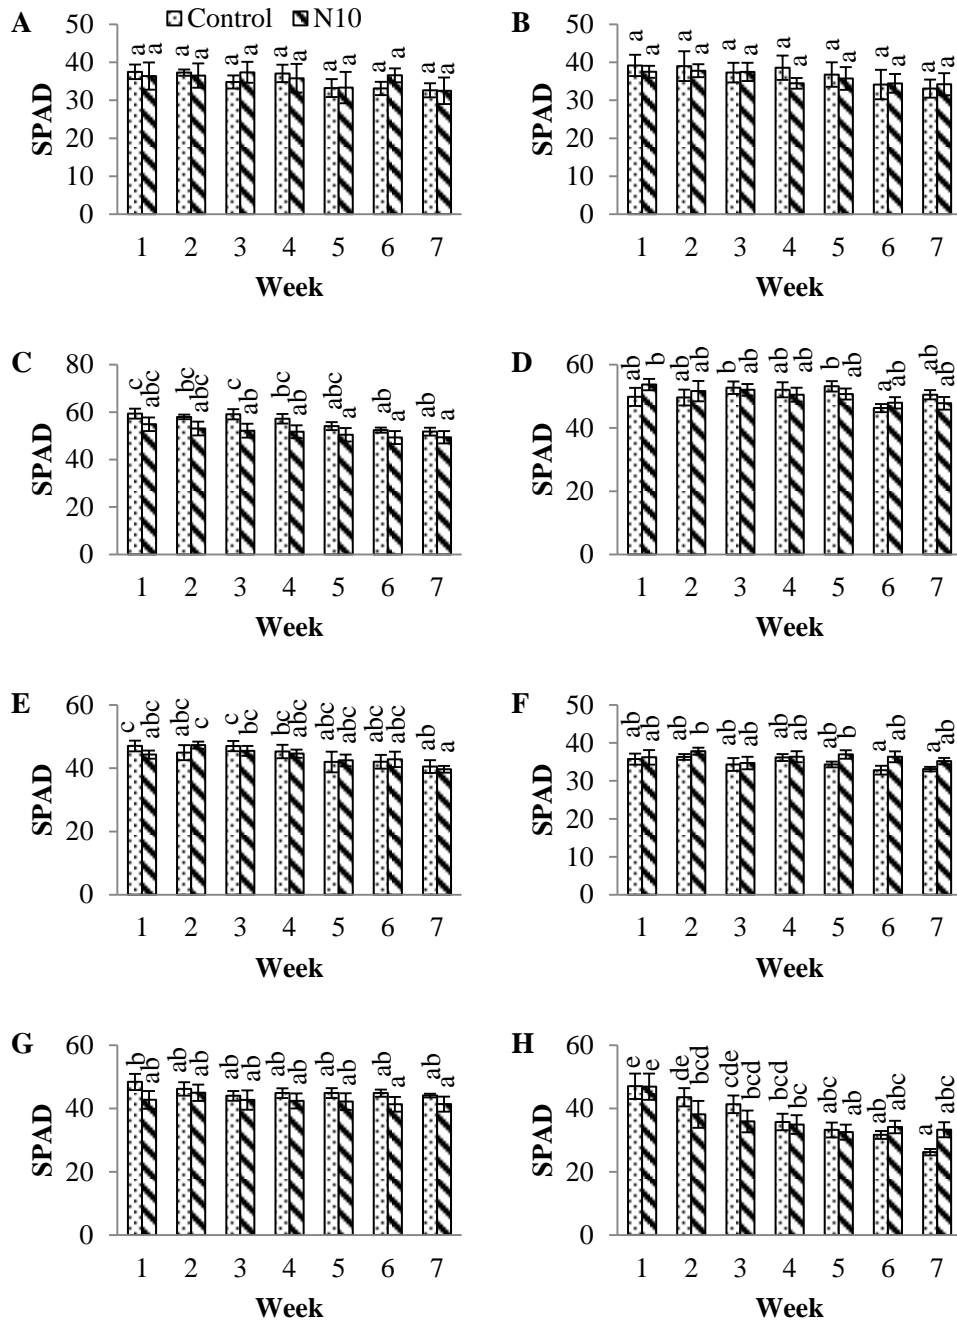 A
Control N10
50
40
30
20
10
0
SPAD
a a a a a a a a a a a a a a
1 2 3 4 5 6 7
Week
B
50
40
30
20
10
0
SPAD
a a a a a a a a a a a a a a
1 2 3 4 5 6 7
Week
C
80
60
40
20
0
SPAD
c abc bc abc c ab bc ab abc a ab a ab a
1 2 3 4 5 6 7
Week
D
60
40
20
0
SPAD
ab b ab ab b ab ab ab b ab a ab ab ab
1 2 3 4 5 6 7
Week
E
60
40
20
0
SPAD
c abc abc c c bc bc abc abc abc abc abc ab a
1 2 3 4 5 6 7
Week
F
50
40
30
20
10
0
SPAD
ab ab ab b ab ab ab ab ab b a ab a ab
1 2 3 4 5 6 7
Week
G
60
40
20
0
SPAD
b ab ab ab ab ab ab ab ab ab ab a ab a
1 2 3 4 5 6 7
Week
H
60
40
20
0
SPAD
e e de bcd cde bcd bcd bc abc ab ab abc a abc
1 2 3 4 5 6 7
Week